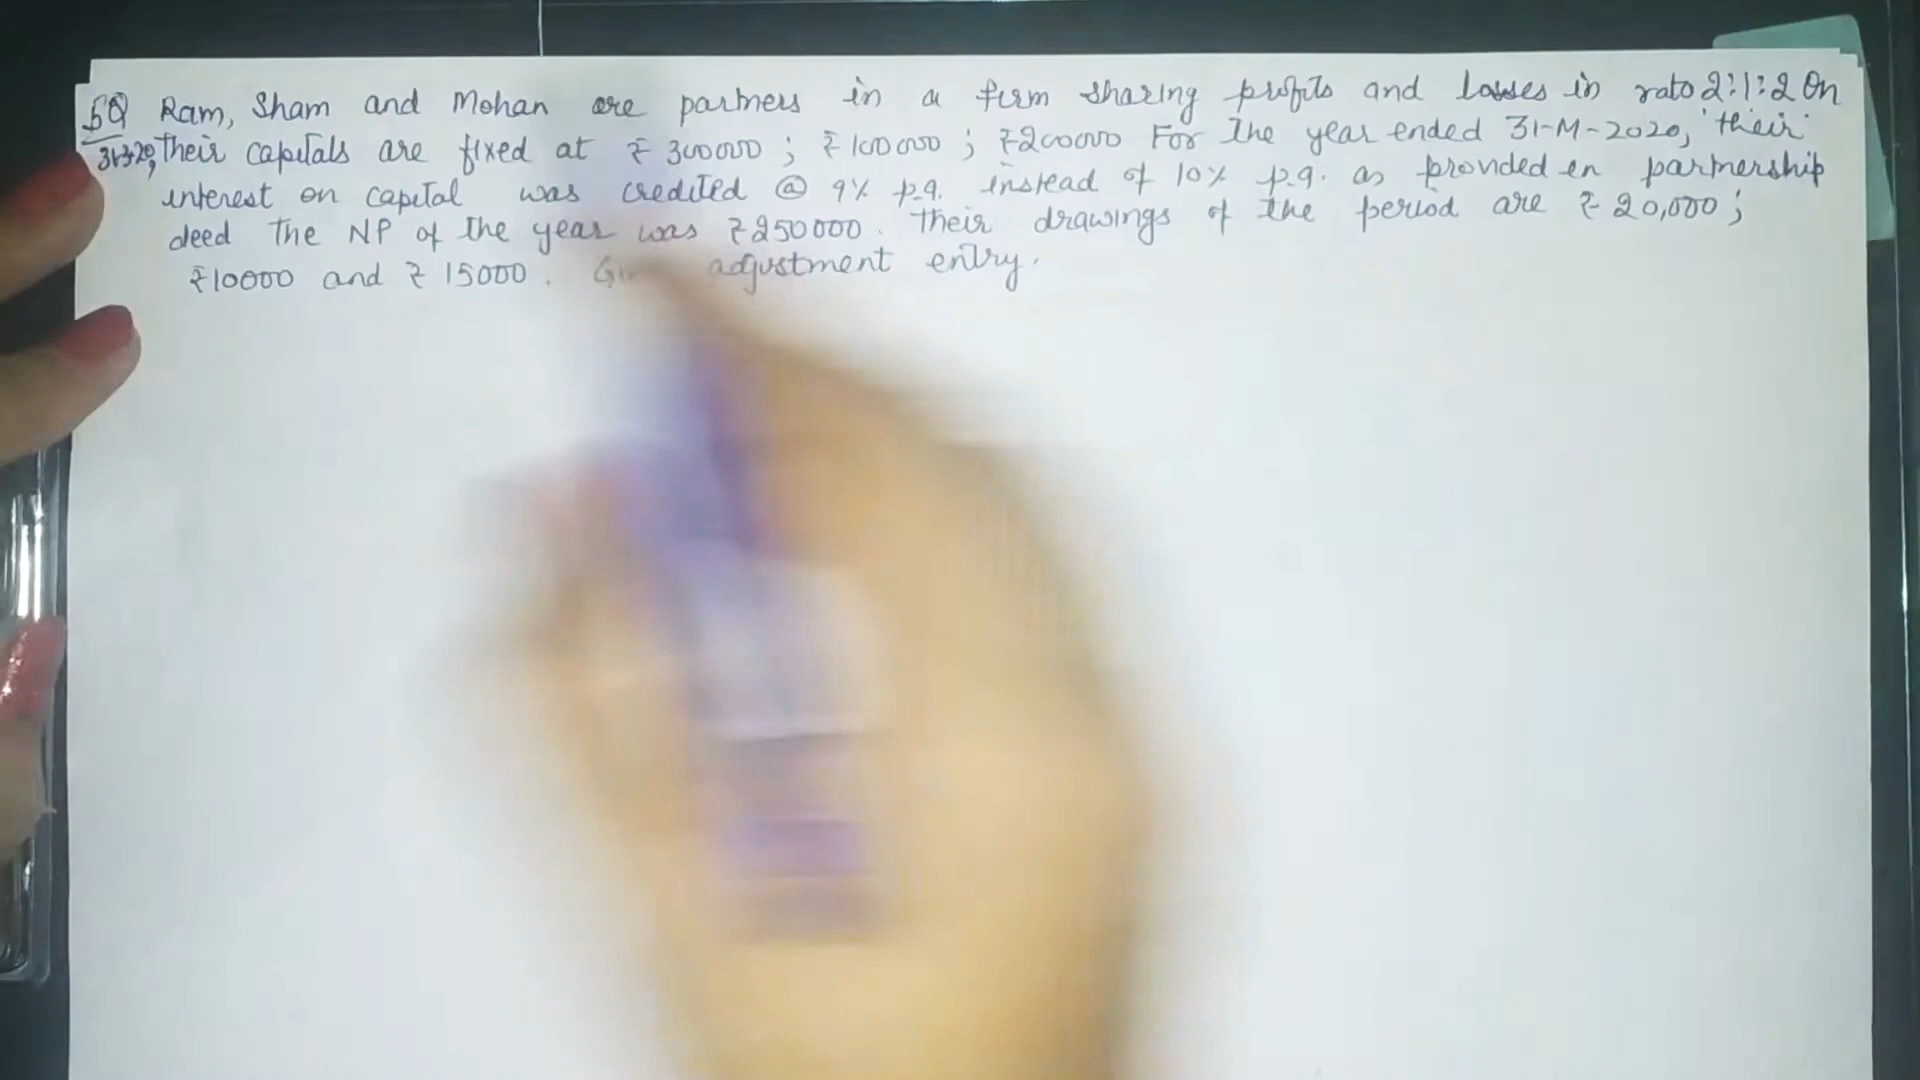 5Q Ram, Sham and Mohan are partners in a firm sharing profits and losses in rato 2:1:2 On
31-3-20, Their capitals are fixed at ₹ 300000 ; ₹ 100000 ; ₹200000 For The year ended 31-M-2020, their
interest on capital was credited @ 9% p.a. instead of 10% p.a. as provided in partnership
deed The NP of the year was ₹250000. Their drawings of the period are ₹ 20,000 ;
₹10000 and ₹ 15000. adjustment entry.